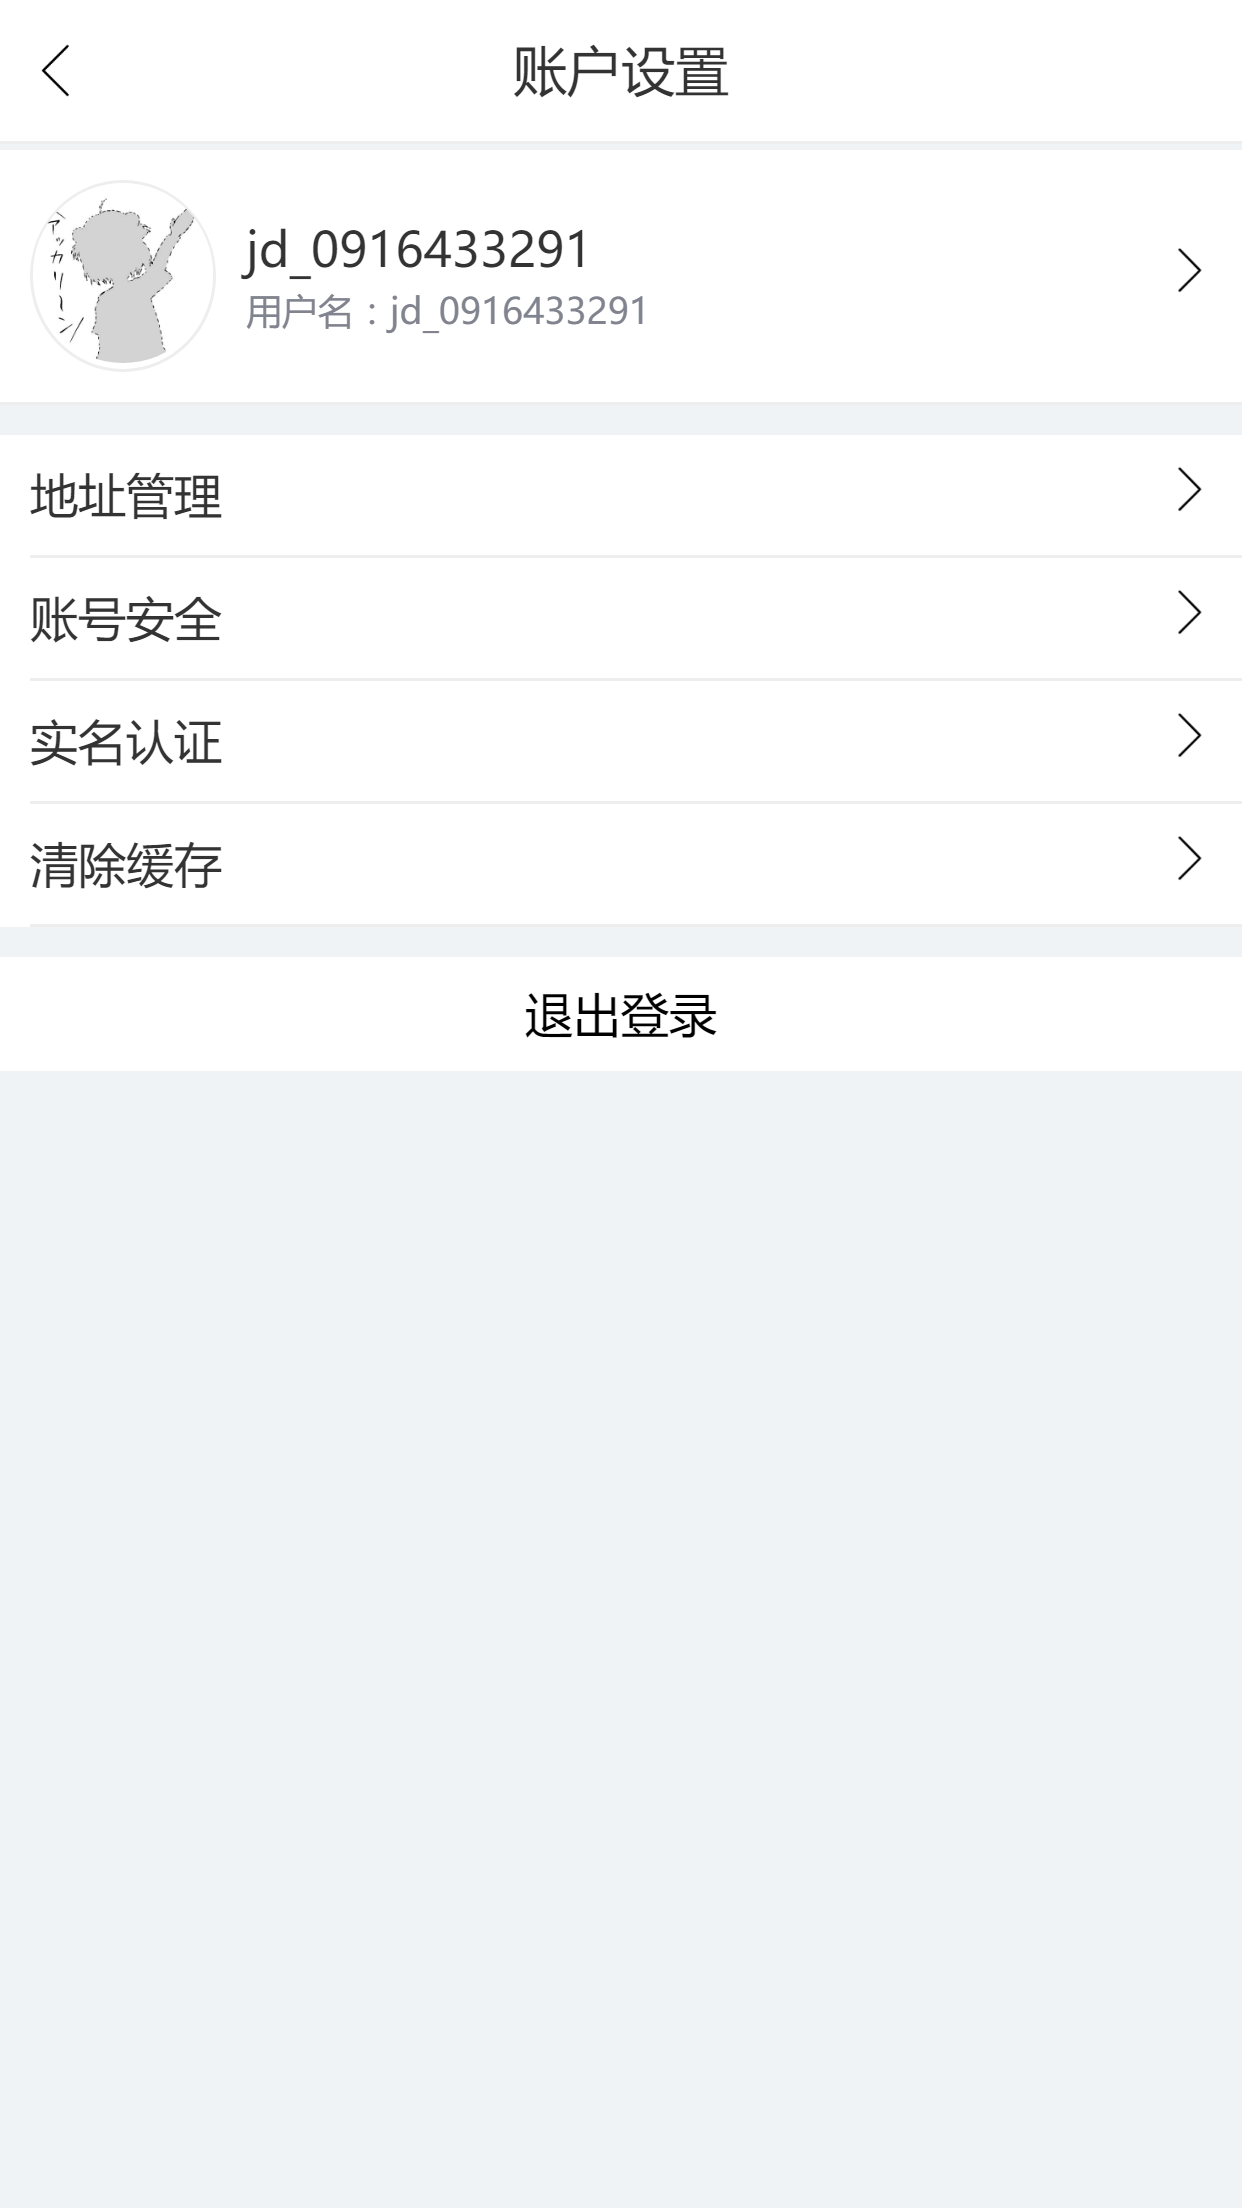 账户设置
\アッカリ～ン/
jd_0916433291
用户名：jd_0916433291
地址管理
账号安全
实名认证
清除缓存
退出登录